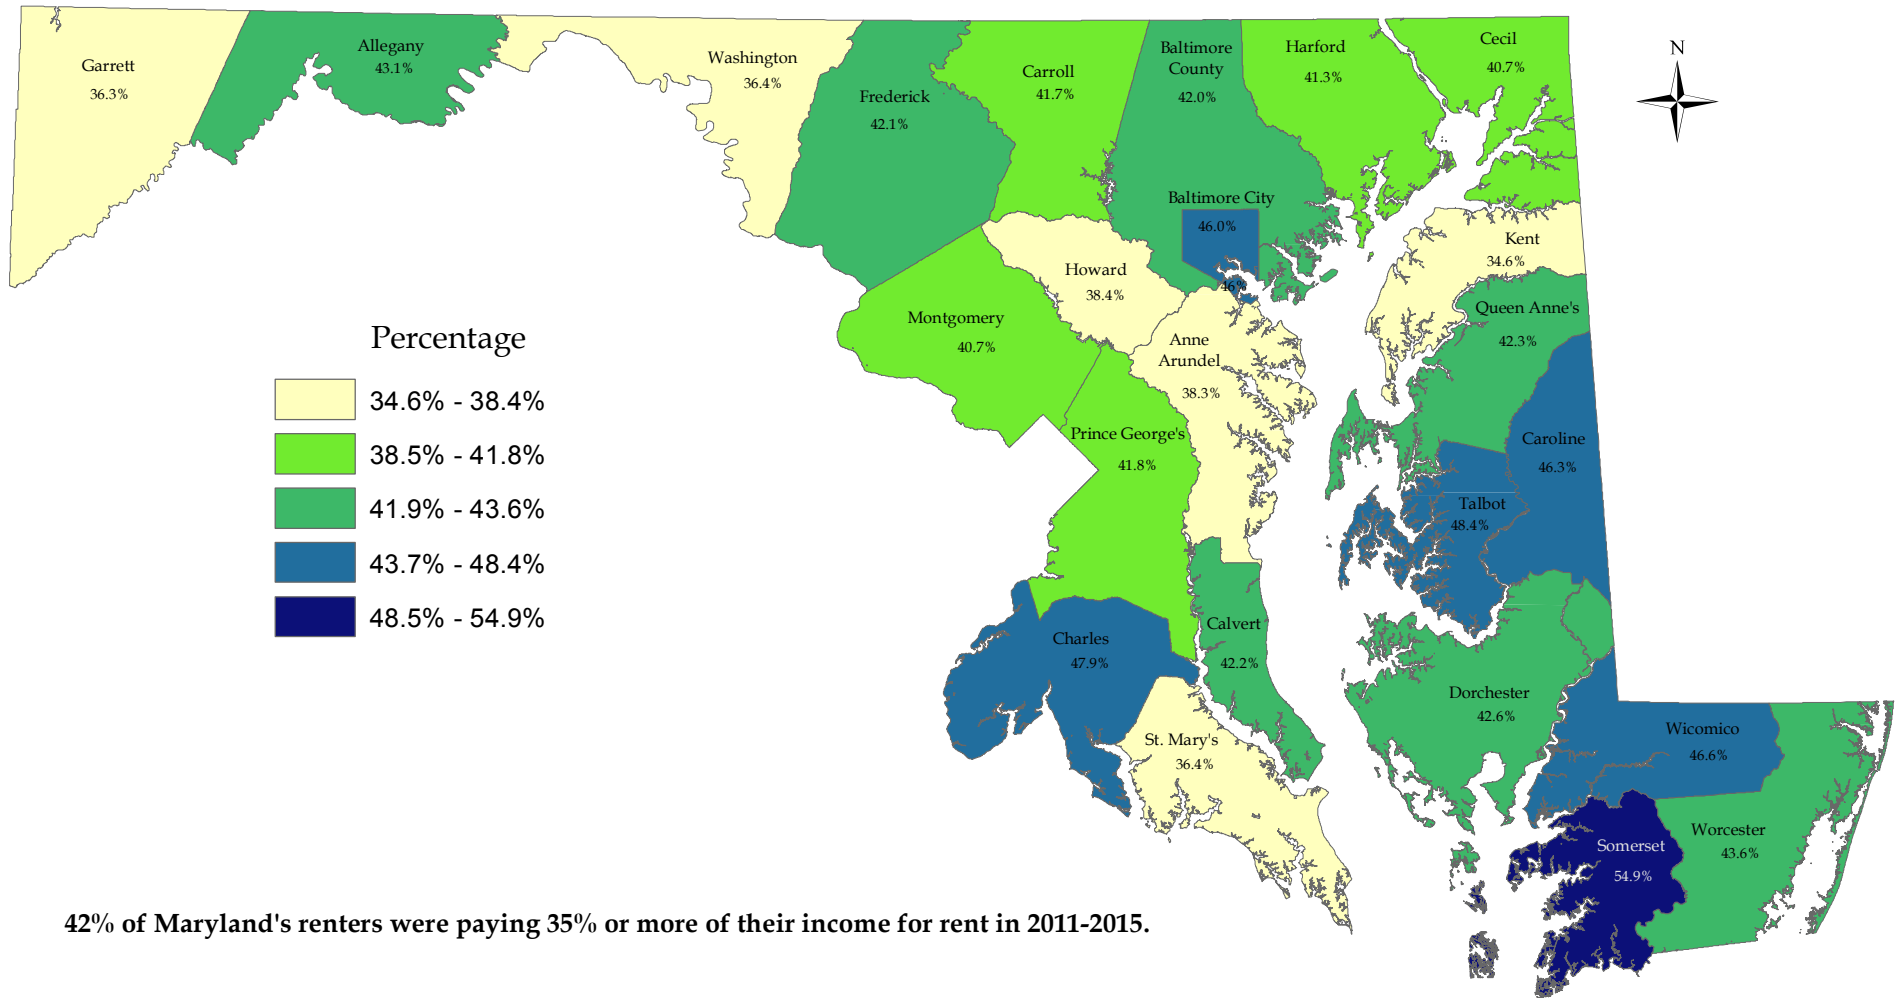 N
Garrett
36.3%
Allegany
43.1%
Washington
36.4%
Frederick
42.1%
Carroll
41.7%
Baltimore
County
42.0%
Harford
41.3%
Cecil
40.7%
Baltimore City
46.0%
46%
Kent
34.6%
Howard
38.4%
Queen Anne's
42.3%
Montgomery
40.7%
Anne
Arundel
38.3%
Prince George's
41.8%
Caroline
46.3%
Talbot
48.4%
Calvert
42.2%
Charles
47.9%
Dorchester
42.6%
St. Mary's
36.4%
Wicomico
46.6%
Worcester
43.6%
Somerset
54.9%
Percentage
34.6% - 38.4%
38.5% - 41.8%
41.9% - 43.6%
43.7% - 48.4%
48.5% - 54.9%
42% of Maryland's renters were paying 35% or more of their income for rent in 2011-2015.